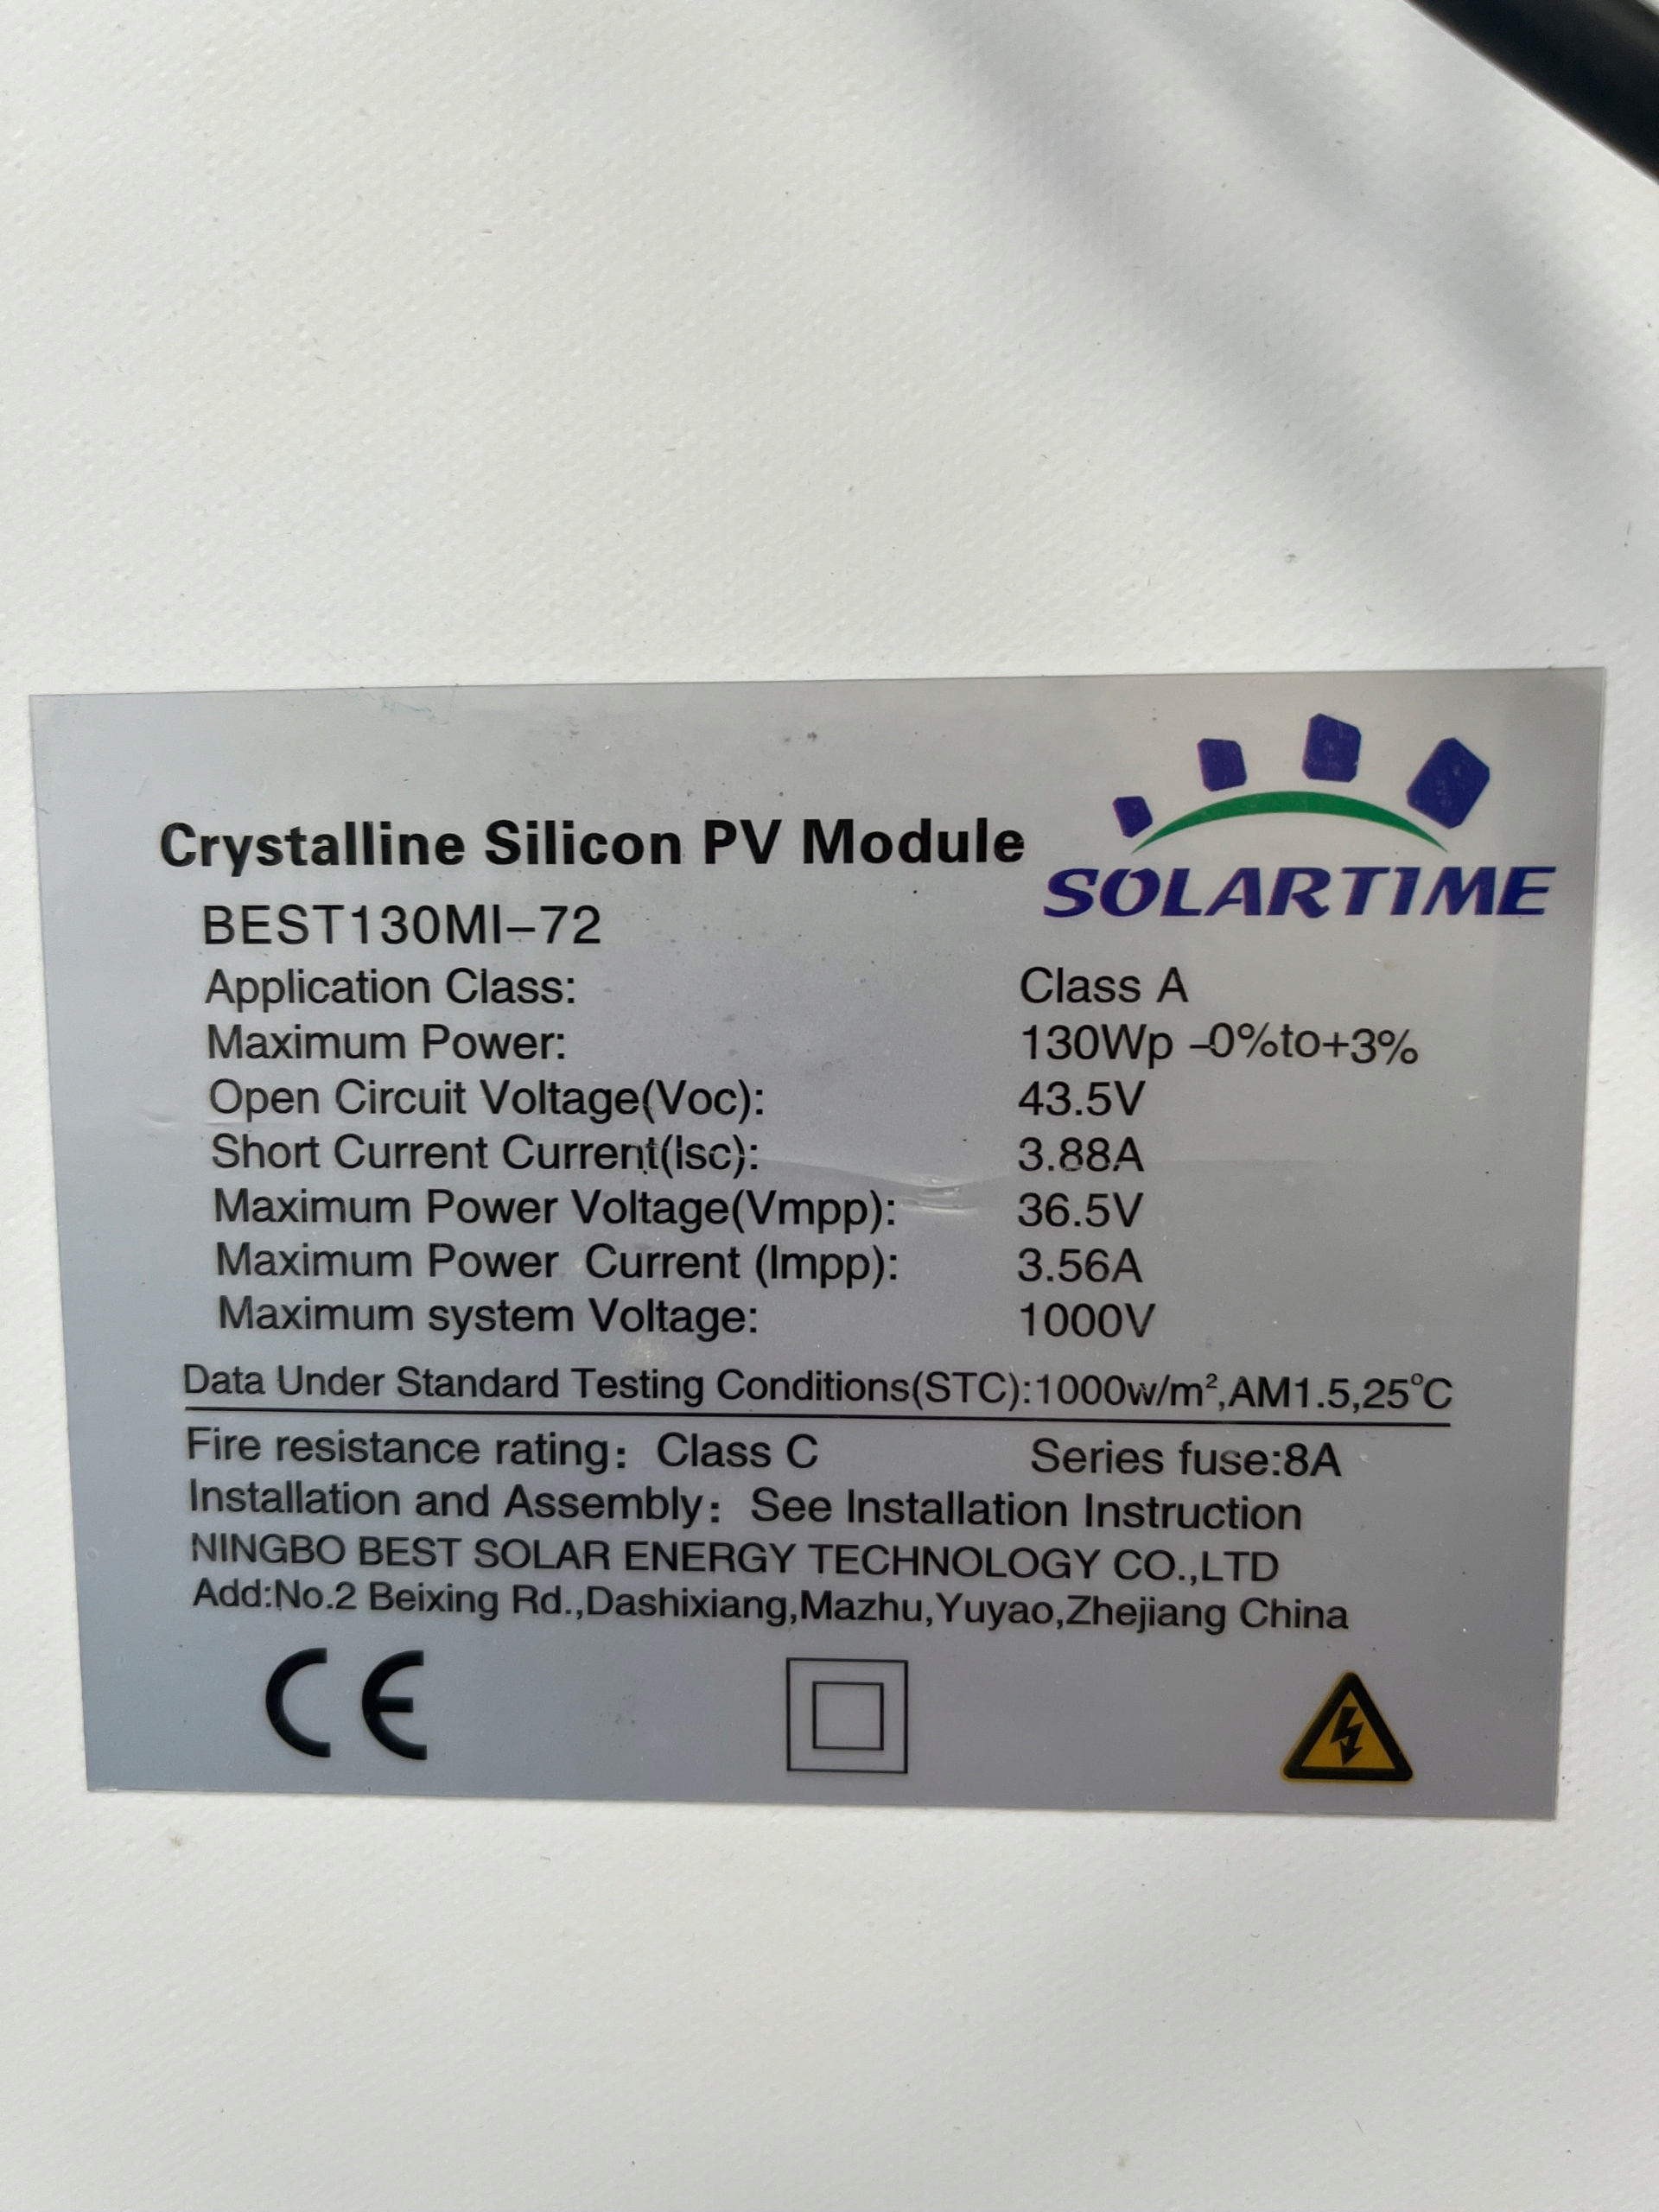 SOLARTIME
Crystalline Silicon PV Module
BEST130MI–72
Application Class: Class A
Maximum Power: 130Wp –0%to+3%
Open Circuit Voltage(Voc): 43.5V
Short Current Current(Isc): 3.88A
Maximum Power Voltage(Vmpp): 36.5V
Maximum Power Current (Impp): 3.56A
Maximum system Voltage: 1000V
Data Under Standard Testing Conditions(STC):1000w/m²,AM1.5,25°C
Fire resistance rating: Class C Series fuse:8A
Installation and Assembly: See Installation Instruction
NINGBO BEST SOLAR ENERGY TECHNOLOGY CO.,LTD
Add:No.2 Beixing Rd.,Dashixiang,Mazhu,Yuyao,Zhejiang China
CE